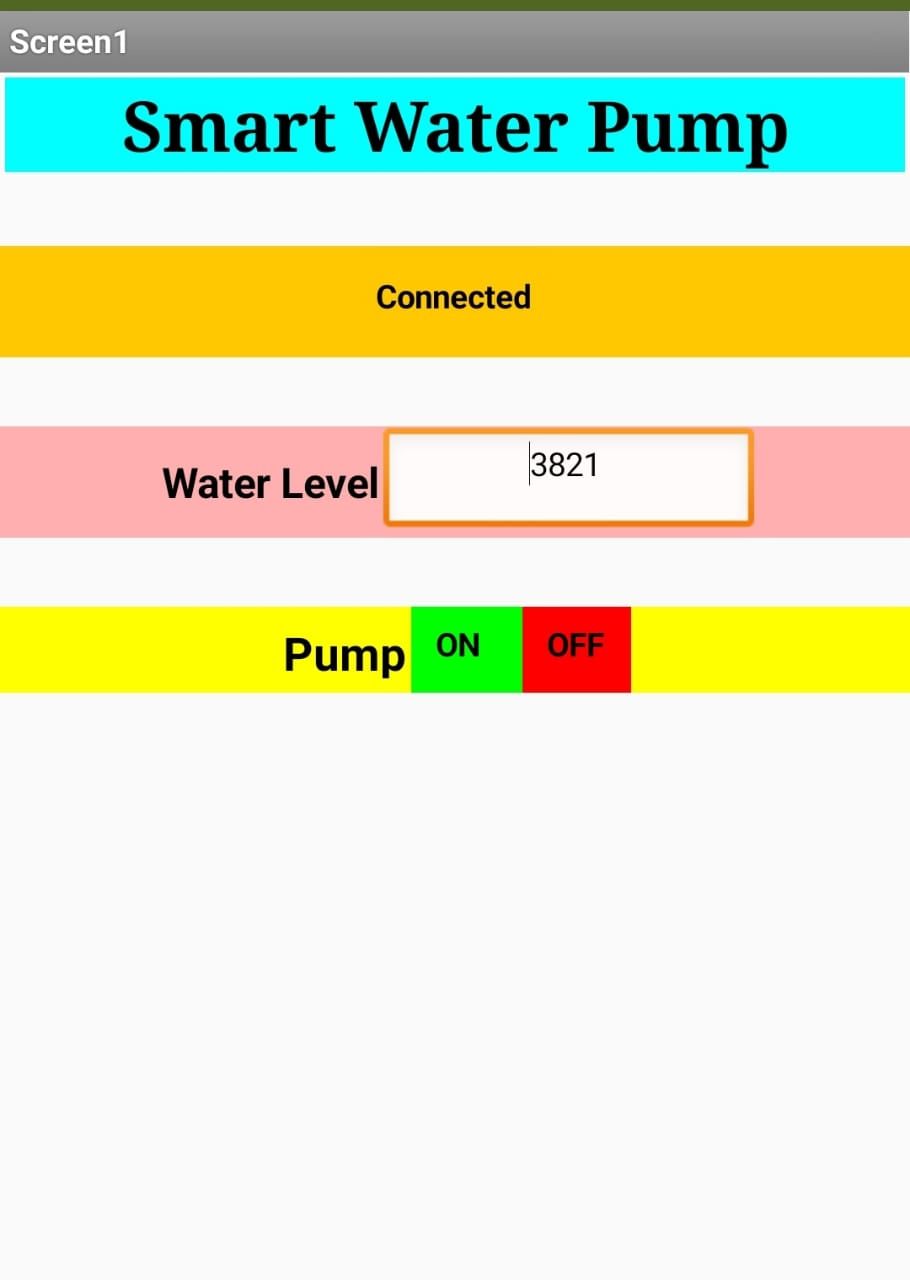 Screen1
Smart Water Pump
Connected
Water Level 3821
Pump ON OFF